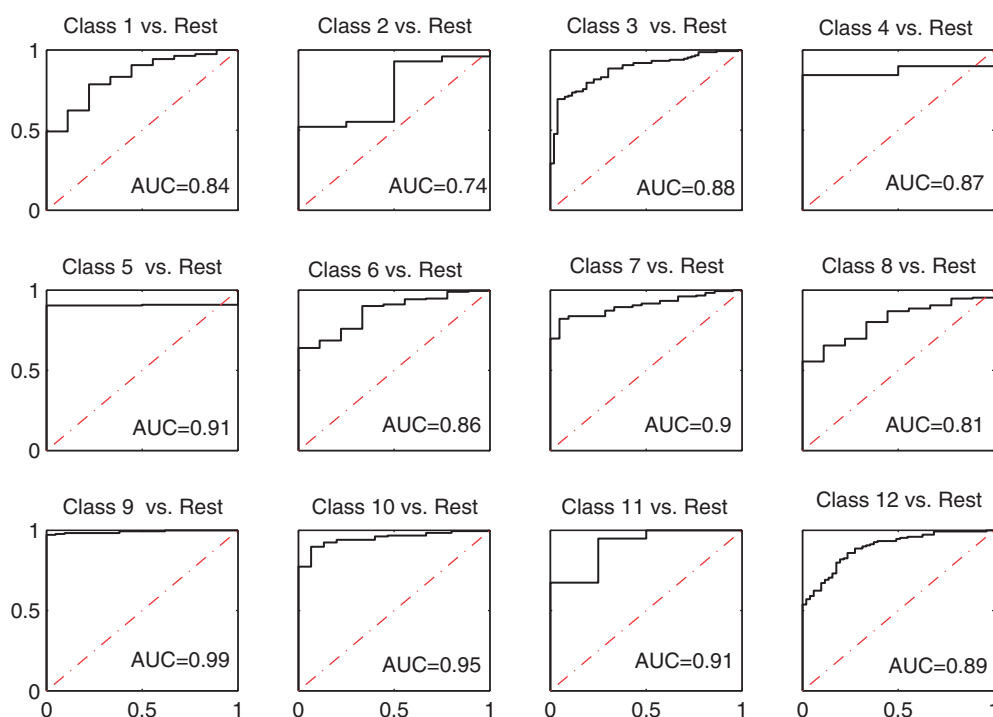 Class 1 vs. Rest
Class 2 vs. Rest
Class 3 vs. Rest
Class 4 vs. Rest
1
0.5
0
AUC=0.84
AUC=0.74
AUC=0.88
AUC=0.87
Class 5 vs. Rest
Class 6 vs. Rest
Class 7 vs. Rest
Class 8 vs. Rest
1
0.5
0
AUC=0.91
AUC=0.86
AUC=0.9
AUC=0.81
Class 9 vs. Rest
Class 10 vs. Rest
Class 11 vs. Rest
Class 12 vs. Rest
1
0.5
0
AUC=0.99
AUC=0.95
AUC=0.91
AUC=0.89
0 0.5 1
0 0.5 1
0 0.5 1
0 0.5 1